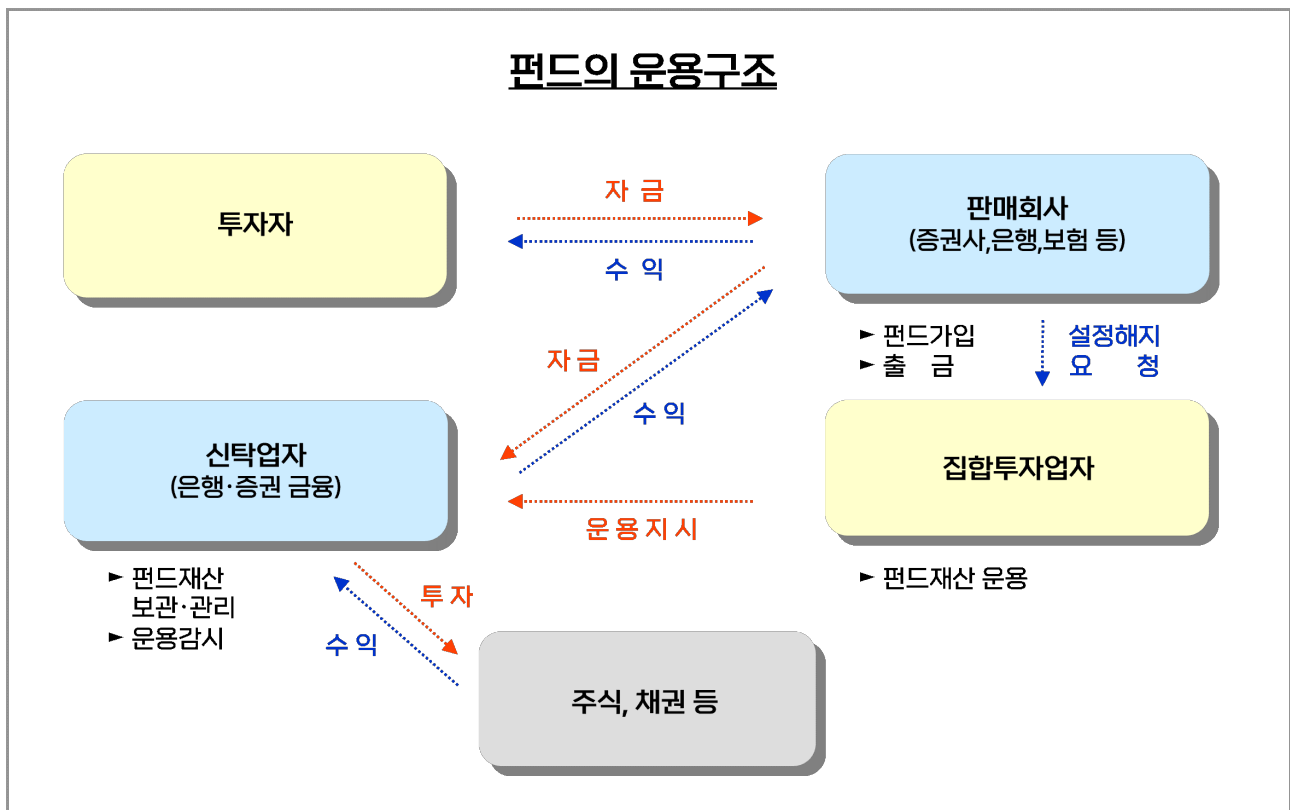 펀드의 운용구조
투자자
자 금
수 익
판매회사
(증권사,은행,보험 등)
► 펀드가입
► 출 금
설정해지
요 청
자 금
수 익
신탁업자
(은행·증권 금융)
집합투자업자
운 용 지 시
► 펀드재산
보관·관리
► 운용감시
► 펀드재산 운용
투 자
수 익
주식, 채권 등